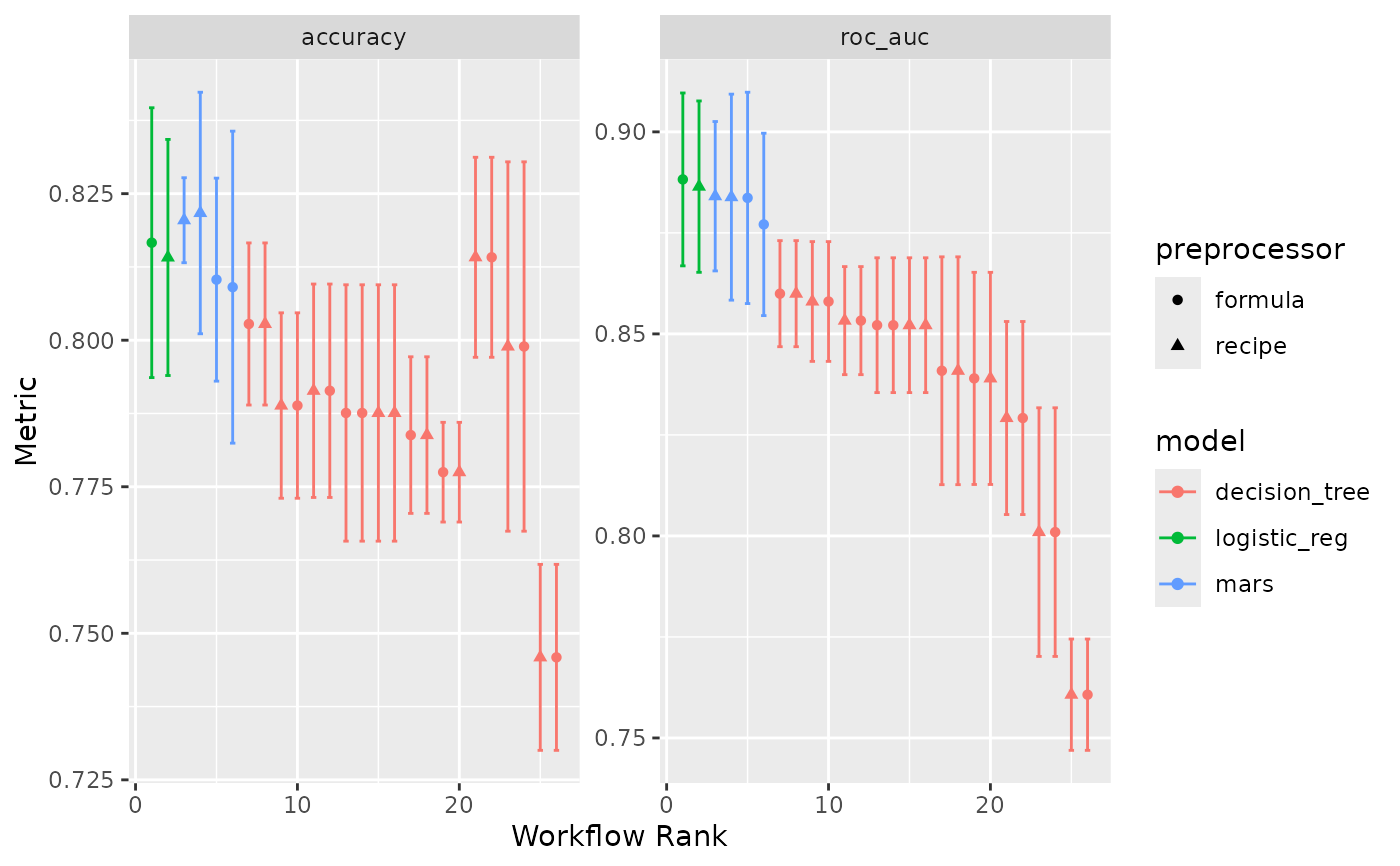 accuracy
roc_auc
Metric
0.825
0.800
0.775
0.750
0.725
0.90
0.85
0.80
0.75
0
10
20
0
10
20
Workflow Rank
preprocessor
formula
recipe
model
decision_tree
logistic_reg
mars